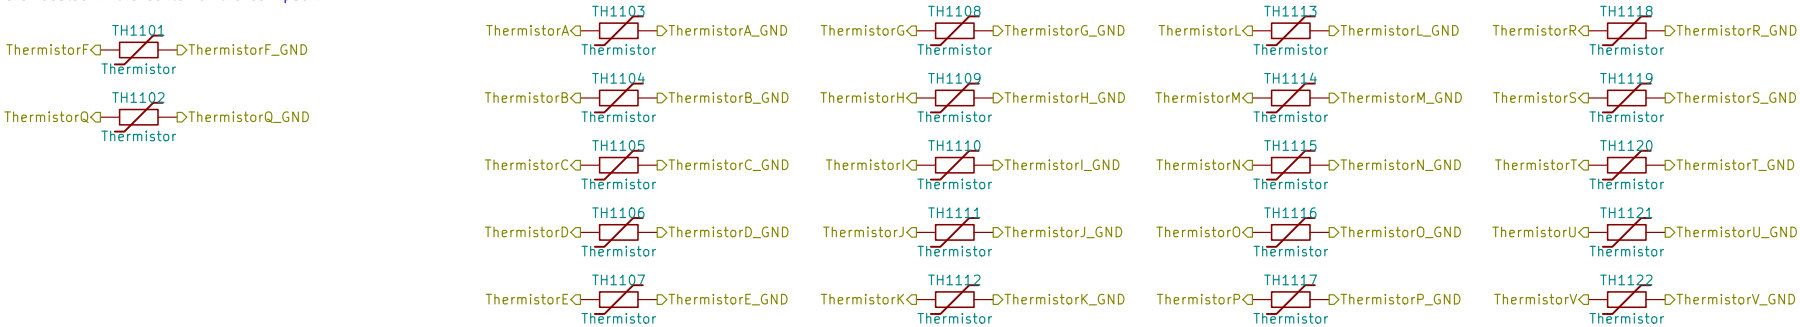 TH1101
ThermistorF ThermistorF_GND
Thermistor
TH1102
ThermistorQ ThermistorQ_GND
Thermistor
TH1103
ThermistorA ThermistorA_GND
Thermistor
TH1104
ThermistorB ThermistorB_GND
Thermistor
TH1105
ThermistorC ThermistorC_GND
Thermistor
TH1106
ThermistorD ThermistorD_GND
Thermistor
TH1107
ThermistorE ThermistorE_GND
Thermistor
TH1108
ThermistorG ThermistorG_GND
Thermistor
TH1109
ThermistorH ThermistorH_GND
Thermistor
TH1110
ThermistorI ThermistorI_GND
Thermistor
TH1111
ThermistorJ ThermistorJ_GND
Thermistor
TH1112
ThermistorK ThermistorK_GND
Thermistor
TH1113
ThermistorL ThermistorL_GND
Thermistor
TH1114
ThermistorM ThermistorM_GND
Thermistor
TH1115
ThermistorN ThermistorN_GND
Thermistor
TH1116
ThermistorO ThermistorO_GND
Thermistor
TH1117
ThermistorP ThermistorP_GND
Thermistor
TH1118
ThermistorR ThermistorR_GND
Thermistor
TH1119
ThermistorS ThermistorS_GND
Thermistor
TH1120
ThermistorT ThermistorT_GND
Thermistor
TH1121
ThermistorU ThermistorU_GND
Thermistor
TH1122
ThermistorV ThermistorV_GND
Thermistor